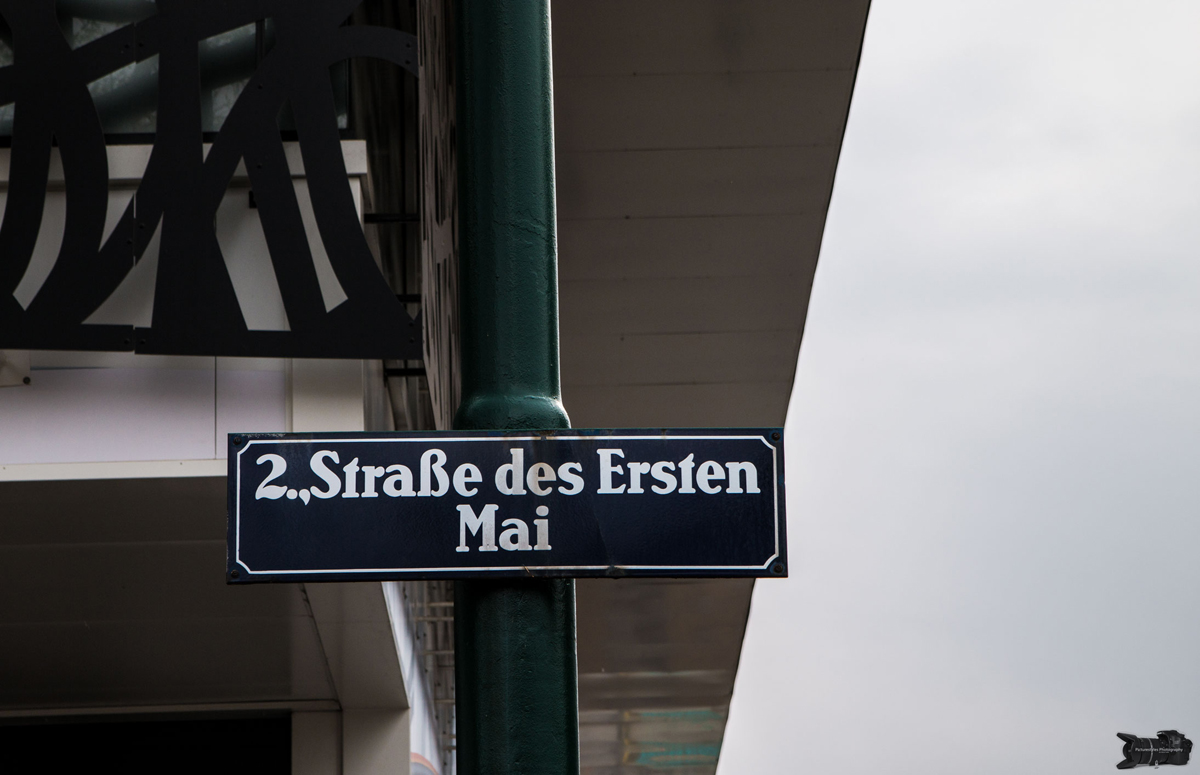 2.,Straße des Ersten
Mai